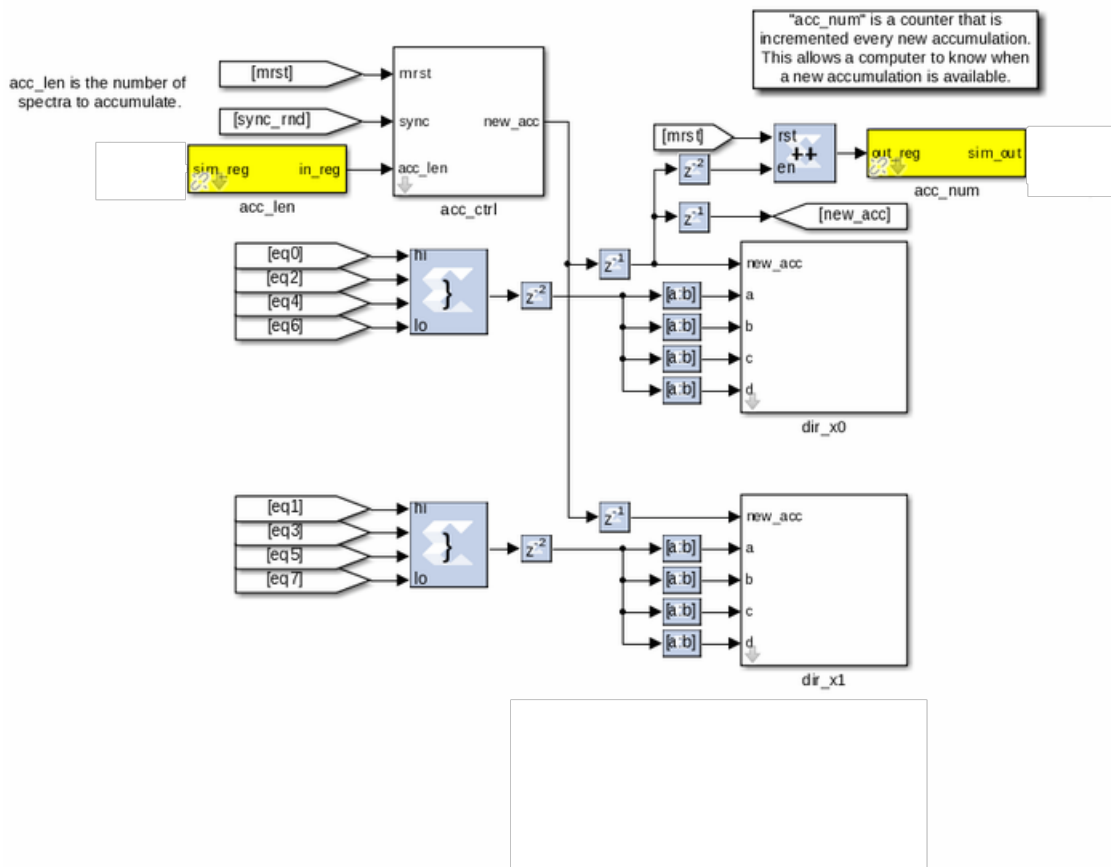 "acc_num" is a counter that is
incremented every new accumulation.
This allows a computer to know when
a new accumulation is available.
acc_len is the number of
spectra to accumulate.
[mrst]
[sync_rnd]
sim_reg in_reg
acc_len
mrst
sync
acc_len
new_acc
acc_ctrl
[mrst]
z-2
rst
en
++
out_reg sim_out
acc_num
z-1
[new_acc]
[eq0]
[eq2]
[eq4]
[eq6]
hi
}
lo
z-2
z-1
[a:b]
[a:b]
[a:b]
[a:b]
new_acc
a
b
c
d
dir_x0
[eq1]
[eq3]
[eq5]
[eq7]
hi
}
lo
z-2
z-1
[a:b]
[a:b]
[a:b]
[a:b]
new_acc
a
b
c
d
dir_x1